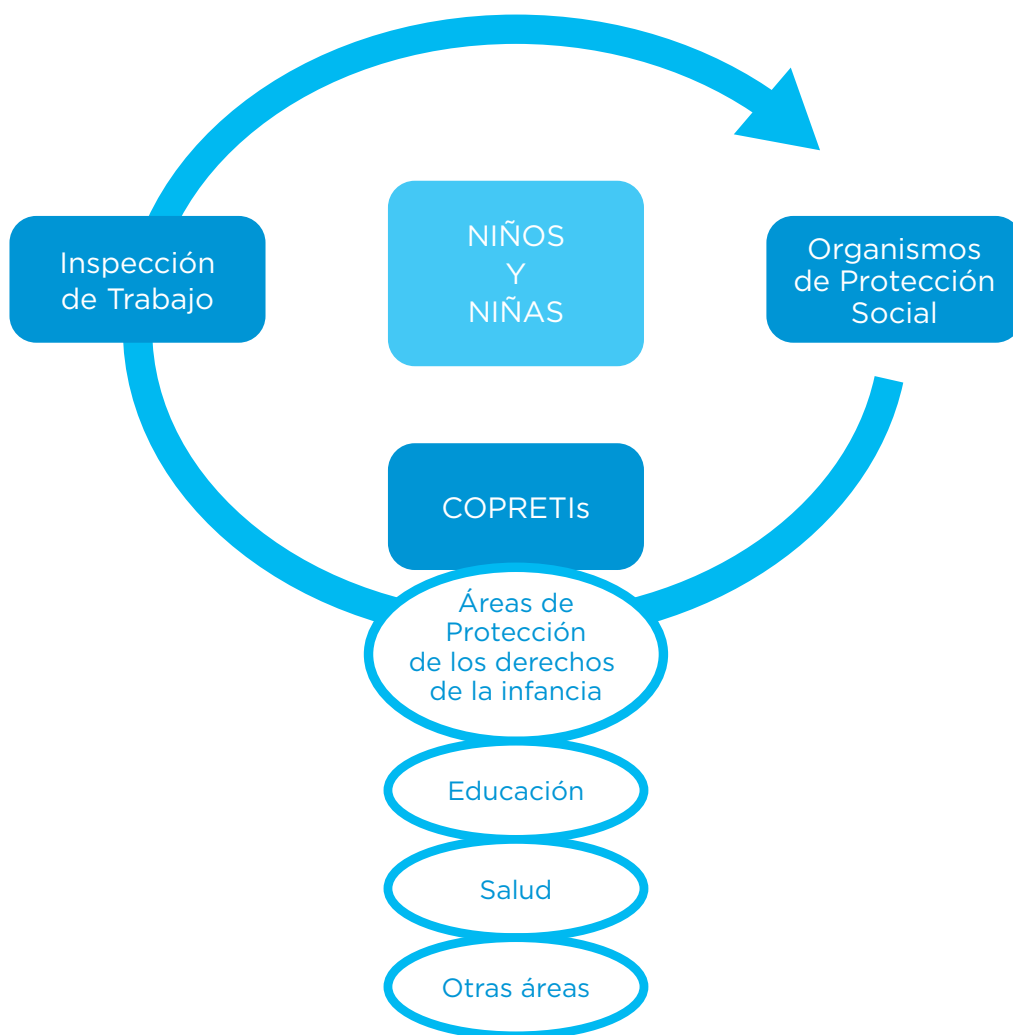 Inspección
de Trabajo
NIÑOS
Y
NIÑAS
Organismos
de Protección
Social
COPRETIs
Áreas de
Protección
de los derechos
de la infancia
Educación
Salud
Otras áreas